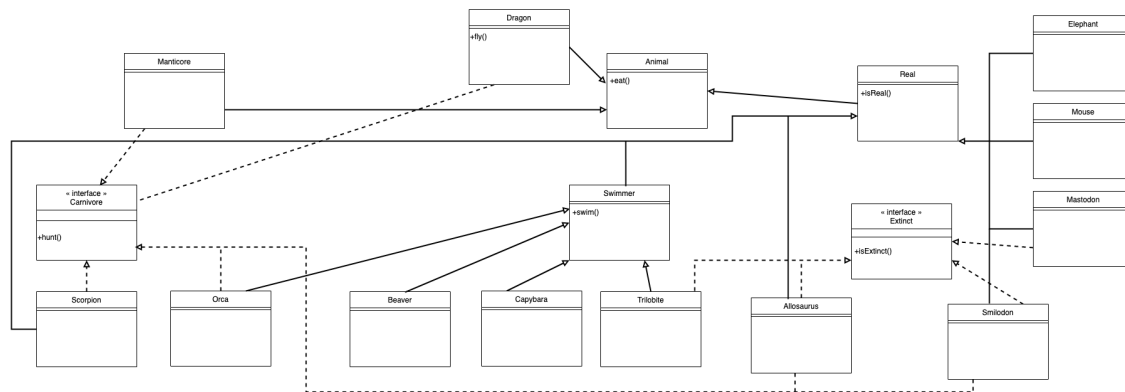 Dragon
+fly()
Elephant
Manticore
Animal
+eat()
Real
+isReal()
Mouse
« interface »
Carnivore
+hunt()
Swimmer
+swim()
Mastodon
« interface »
Extinct
+isExtinct()
Scorpion
Orca
Beaver
Capybara
Trilobite
Allosaurus
Smilodon